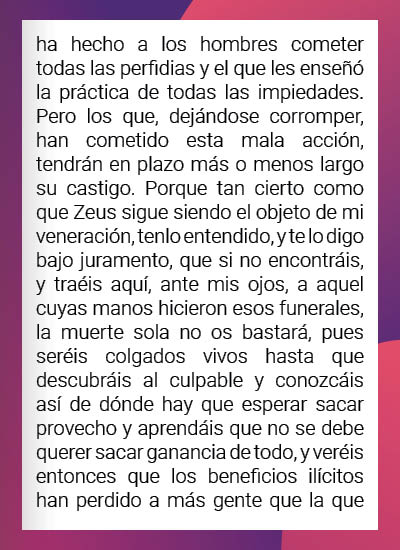 ha hecho a los hombres cometer
todas las perfidias y el que les enseñó
la práctica de todas las impiedades.
Pero los que, dejándose corromper,
han cometido esta mala acción,
tendrán en plazo más o menos largo
su castigo. Porque tan cierto como
que Zeus sigue siendo el objeto de mi
veneración, tenlo entendido, y te lo digo
bajo juramento, que si no encontráis,
y traéis aquí, ante mis ojos, a aquel
cuyas manos hicieron esos funerales,
la muerte sola no os bastará, pues
seréis colgados vivos hasta que
descubráis al culpable y conozcáis
así de dónde hay que esperar sacar
provecho y aprendáis que no se debe
querer sacar ganancia de todo, y veréis
entonces que los beneficios ilícitos
han perdido a más gente que la que